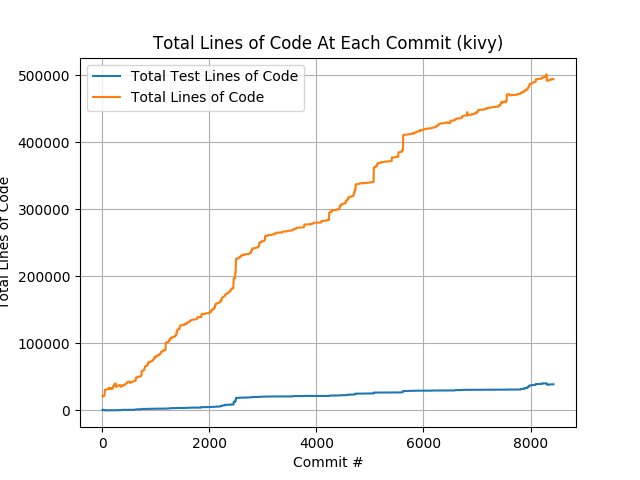 Total Lines of Code At Each Commit (kivy)
Total Test Lines of Code
Total Lines of Code
500000
400000
300000
200000
100000
0
Total Lines of Code
0 2000 4000 6000 8000
Commit #